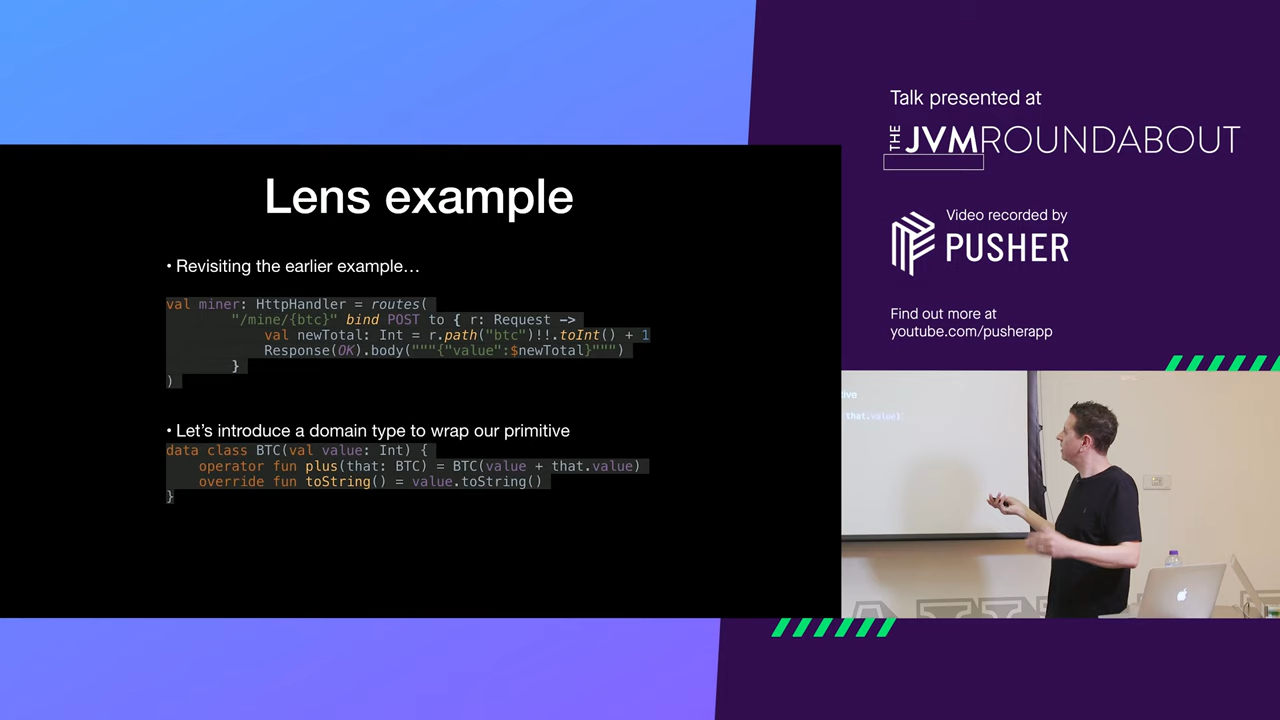 Lens example
• Revisiting the earlier example…
val miner: HttpHandler = routes(
"/mine/{btc}" bind POST to { r: Request ->
val newTotal: Int = r.path("btc")!!.toInt() + 1
Response(OK).body("""{"value":$newTotal}""")
}
)
• Let's introduce a domain type to wrap our primitive
data class BTC(val value: Int) {
operator fun plus(that: BTC) = BTC(value + that.value)
override fun toString() = value.toString()
}
Talk presented at
THE JVMROUNDABOUT
Video recorded by
PUSHER
Find out more at
youtube.com/pusherapp
that.value)